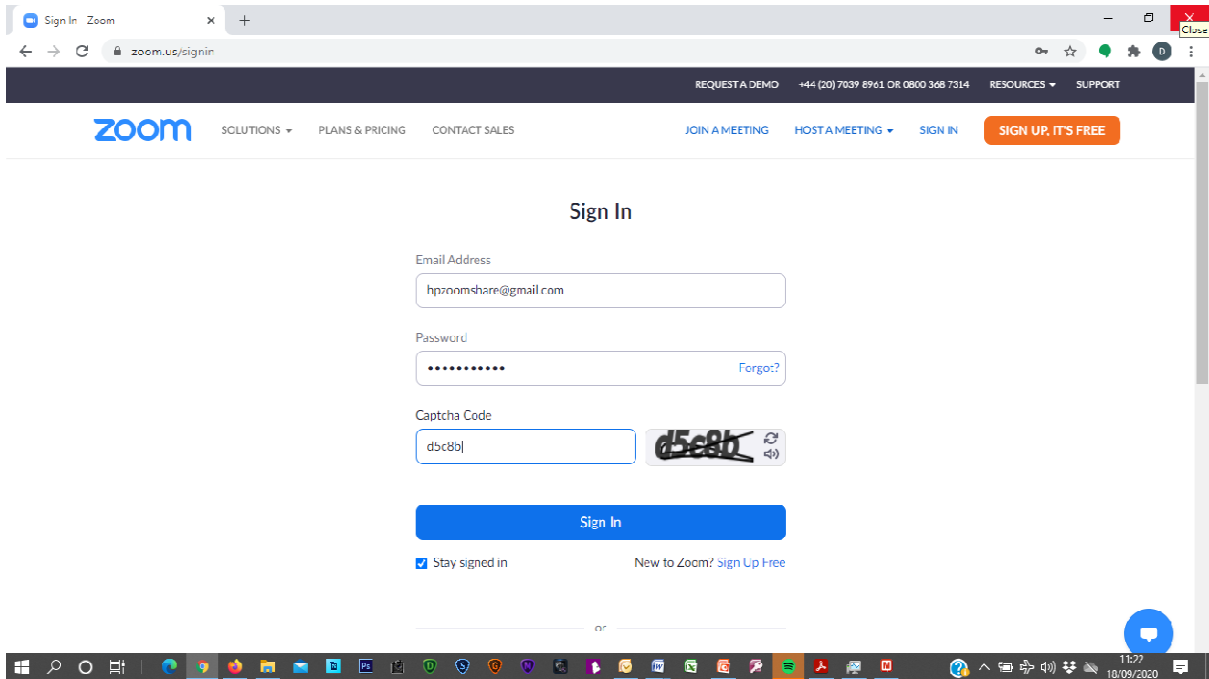 Sign In - Zoom
Close
zoom.us/signin
D
REQUEST A DEMO +44 (20) 7039 8961 OR 0800 368 7314 RESOURCES SUPPORT
zoom SOLUTIONS PLANS & PRICING CONTACT SALES JOIN A MEETING HOST A MEETING SIGN IN SIGN UP, IT'S FREE
Sign In
Email Address
hpzoomshare@gmail.com
Password
Forgot?
Captcha Code
d5c8b d5c8b
Sign In
Stay signed in New to Zoom? Sign Up Free
or
Ps
11:22
18/09/2020